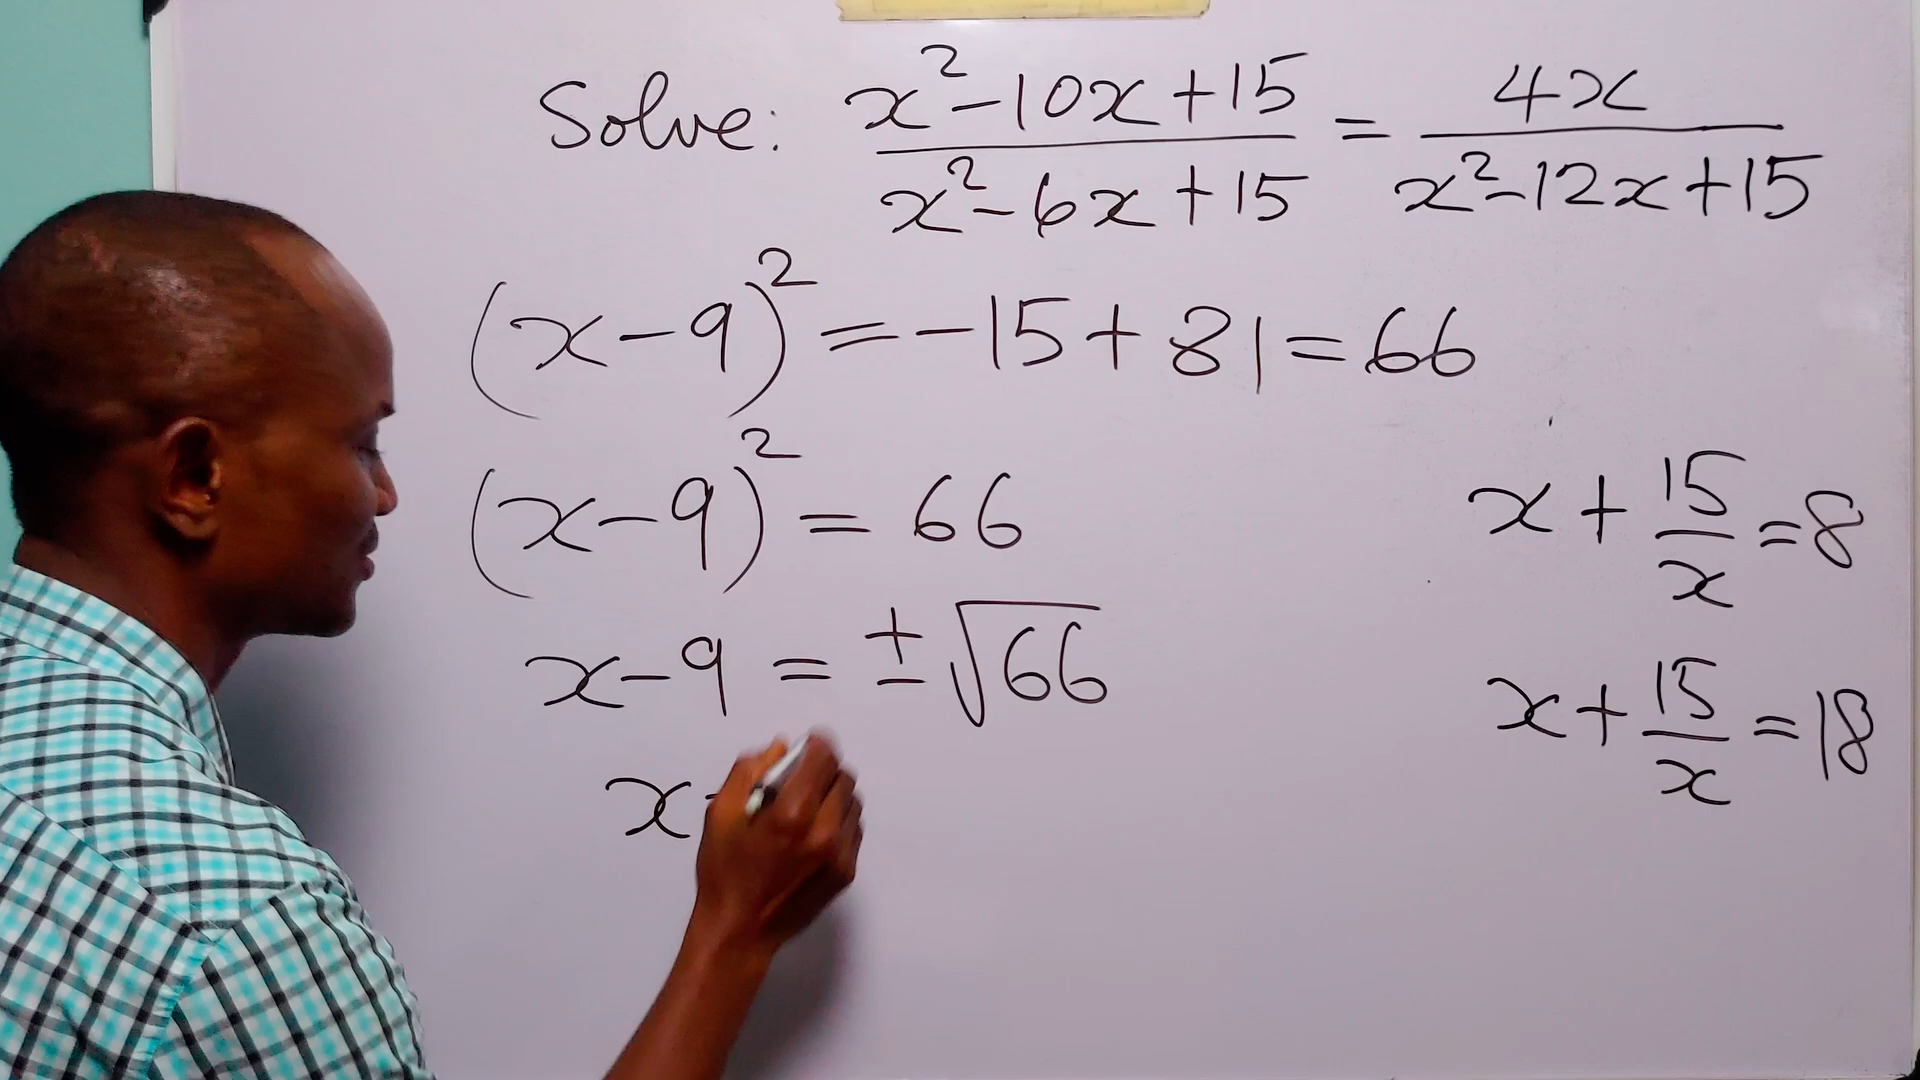 Solve: (x²-10x+15)/(x²-6x+15) = 4x/(x²-12x+15)
(x-9)² = -15+81 = 66
(x-9)² = 66
x-9 = ±√66
x
x + 15/x = 8
x + 15/x = 18